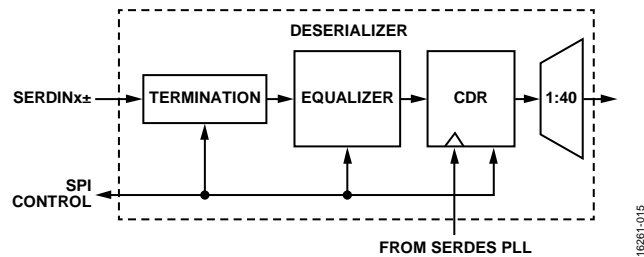 DESERIALIZER
SERDINx±
TERMINATION
EQUALIZER
CDR
1:40
SPI
CONTROL
FROM SERDES PLL
16261-015